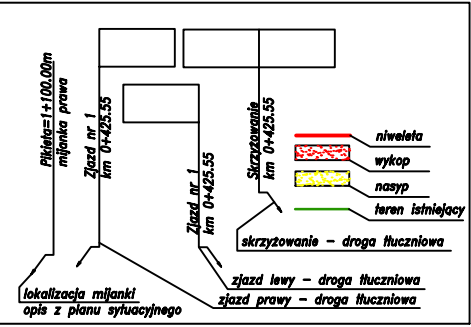 Pikieta=1+100.00m
mijanka prawa
Zjazd nr 1
km 0+425.55
Zjazd nr 1
km 0+425.55
Skrzyżowanie
km 0+425.55
niweleta
wykop
nasyp
teren istniejący
skrzyżowanie – droga tłuczniowa
zjazd lewy – droga tłuczniowa
zjazd prawy – droga tłuczniowa
lokalizacja mijanki
opis z planu sytuacyjnego